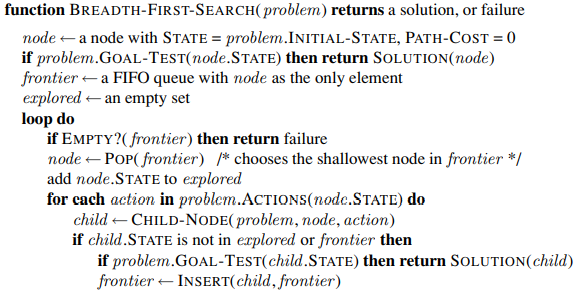 function BREADTH-FIRST-SEARCH(problem) returns a solution, or failure
node ← a node with STATE = problem.INITIAL-STATE, PATH-COST = 0
if problem.GOAL-TEST(node.STATE) then return SOLUTION(node)
frontier ← a FIFO queue with node as the only element
explored ← an empty set
loop do
if EMPTY?(frontier) then return failure
node ← POP(frontier) /* chooses the shallowest node in frontier */
add node.STATE to explored
for each action in problem.ACTIONS(node.STATE) do
child ← CHILD-NODE(problem, node, action)
if child.STATE is not in explored or frontier then
if problem.GOAL-TEST(child.STATE) then return SOLUTION(child)
frontier ← INSERT(child, frontier)